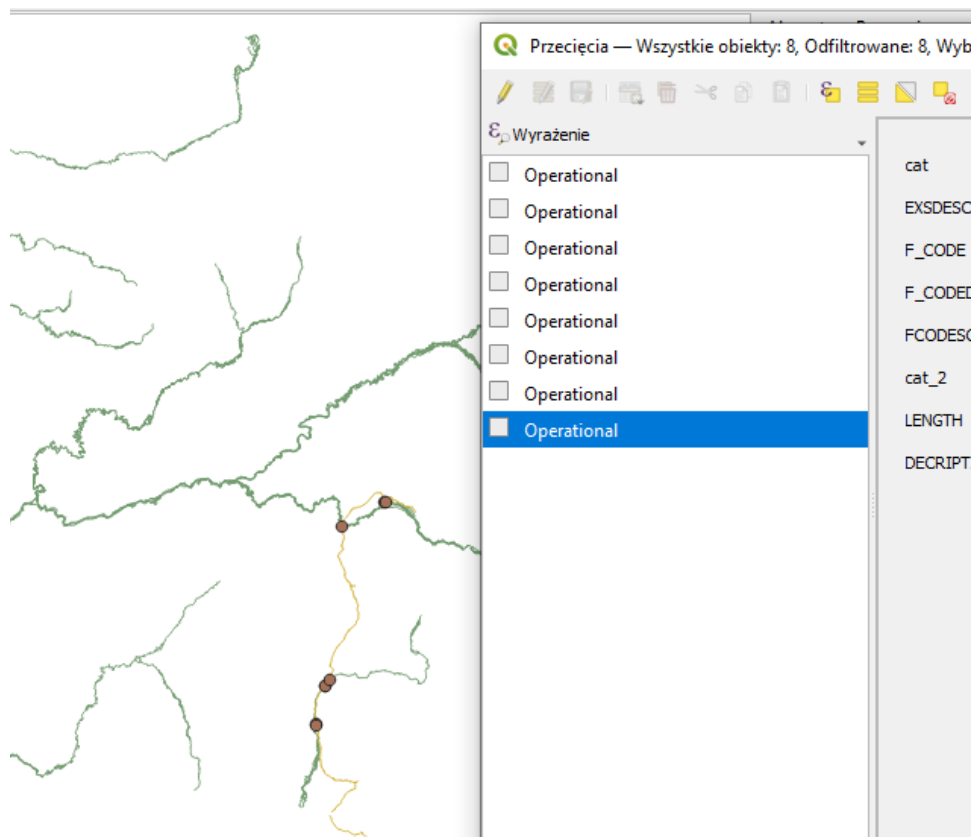 Przecięcia — Wszystkie obiekty: 8, Odfiltrowane: 8, Wyb
Wyrażenie
Operational
Operational
Operational
Operational
Operational
Operational
Operational
Operational
cat
EXSDESC
F_CODE
F_CODED
FCODESC
cat_2
LENGTH
DECRIPT